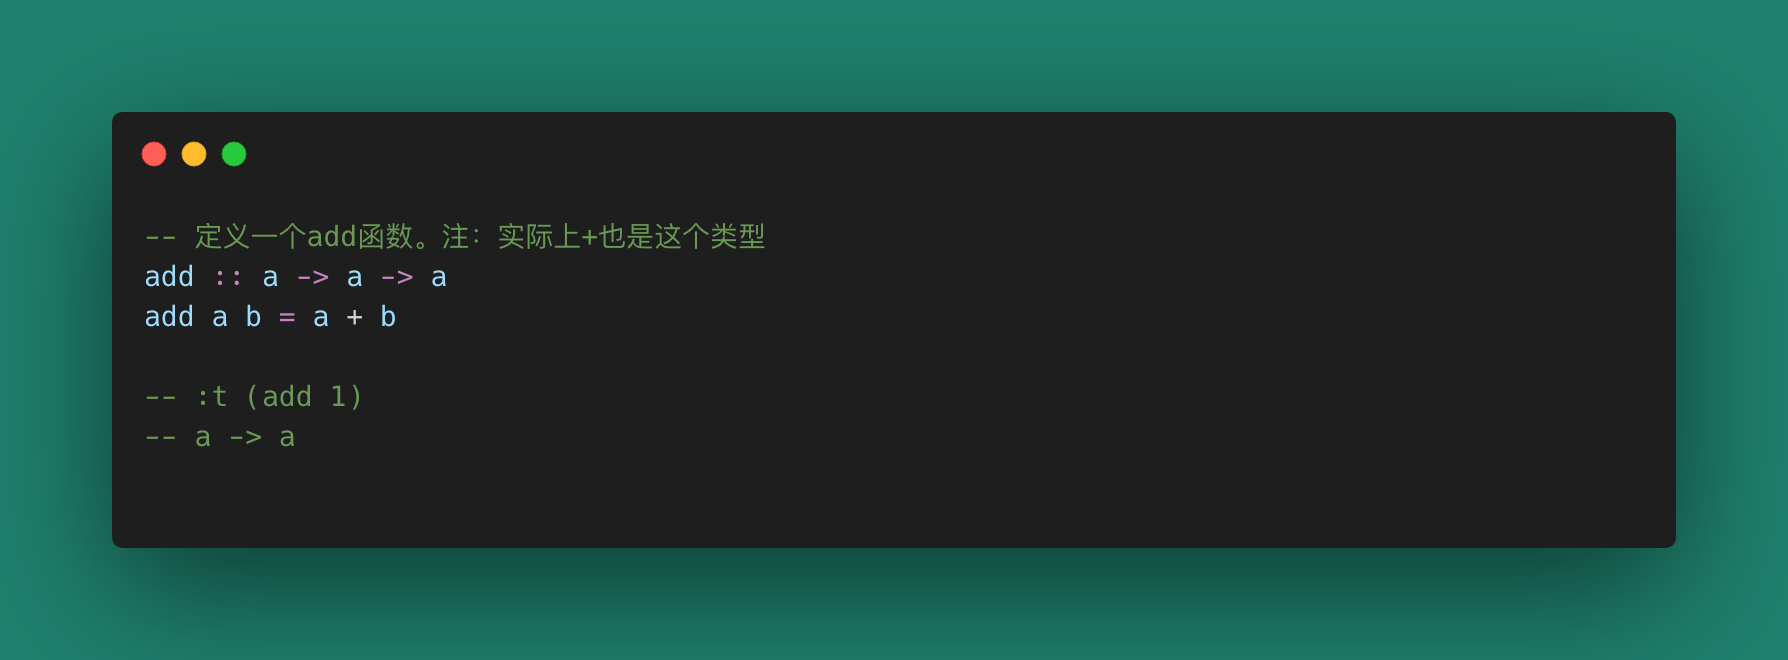 -- 定义一个add函数。注：实际上+也是这个类型
add :: a -> a -> a
add a b = a + b
-- :t (add 1)
-- a -> a